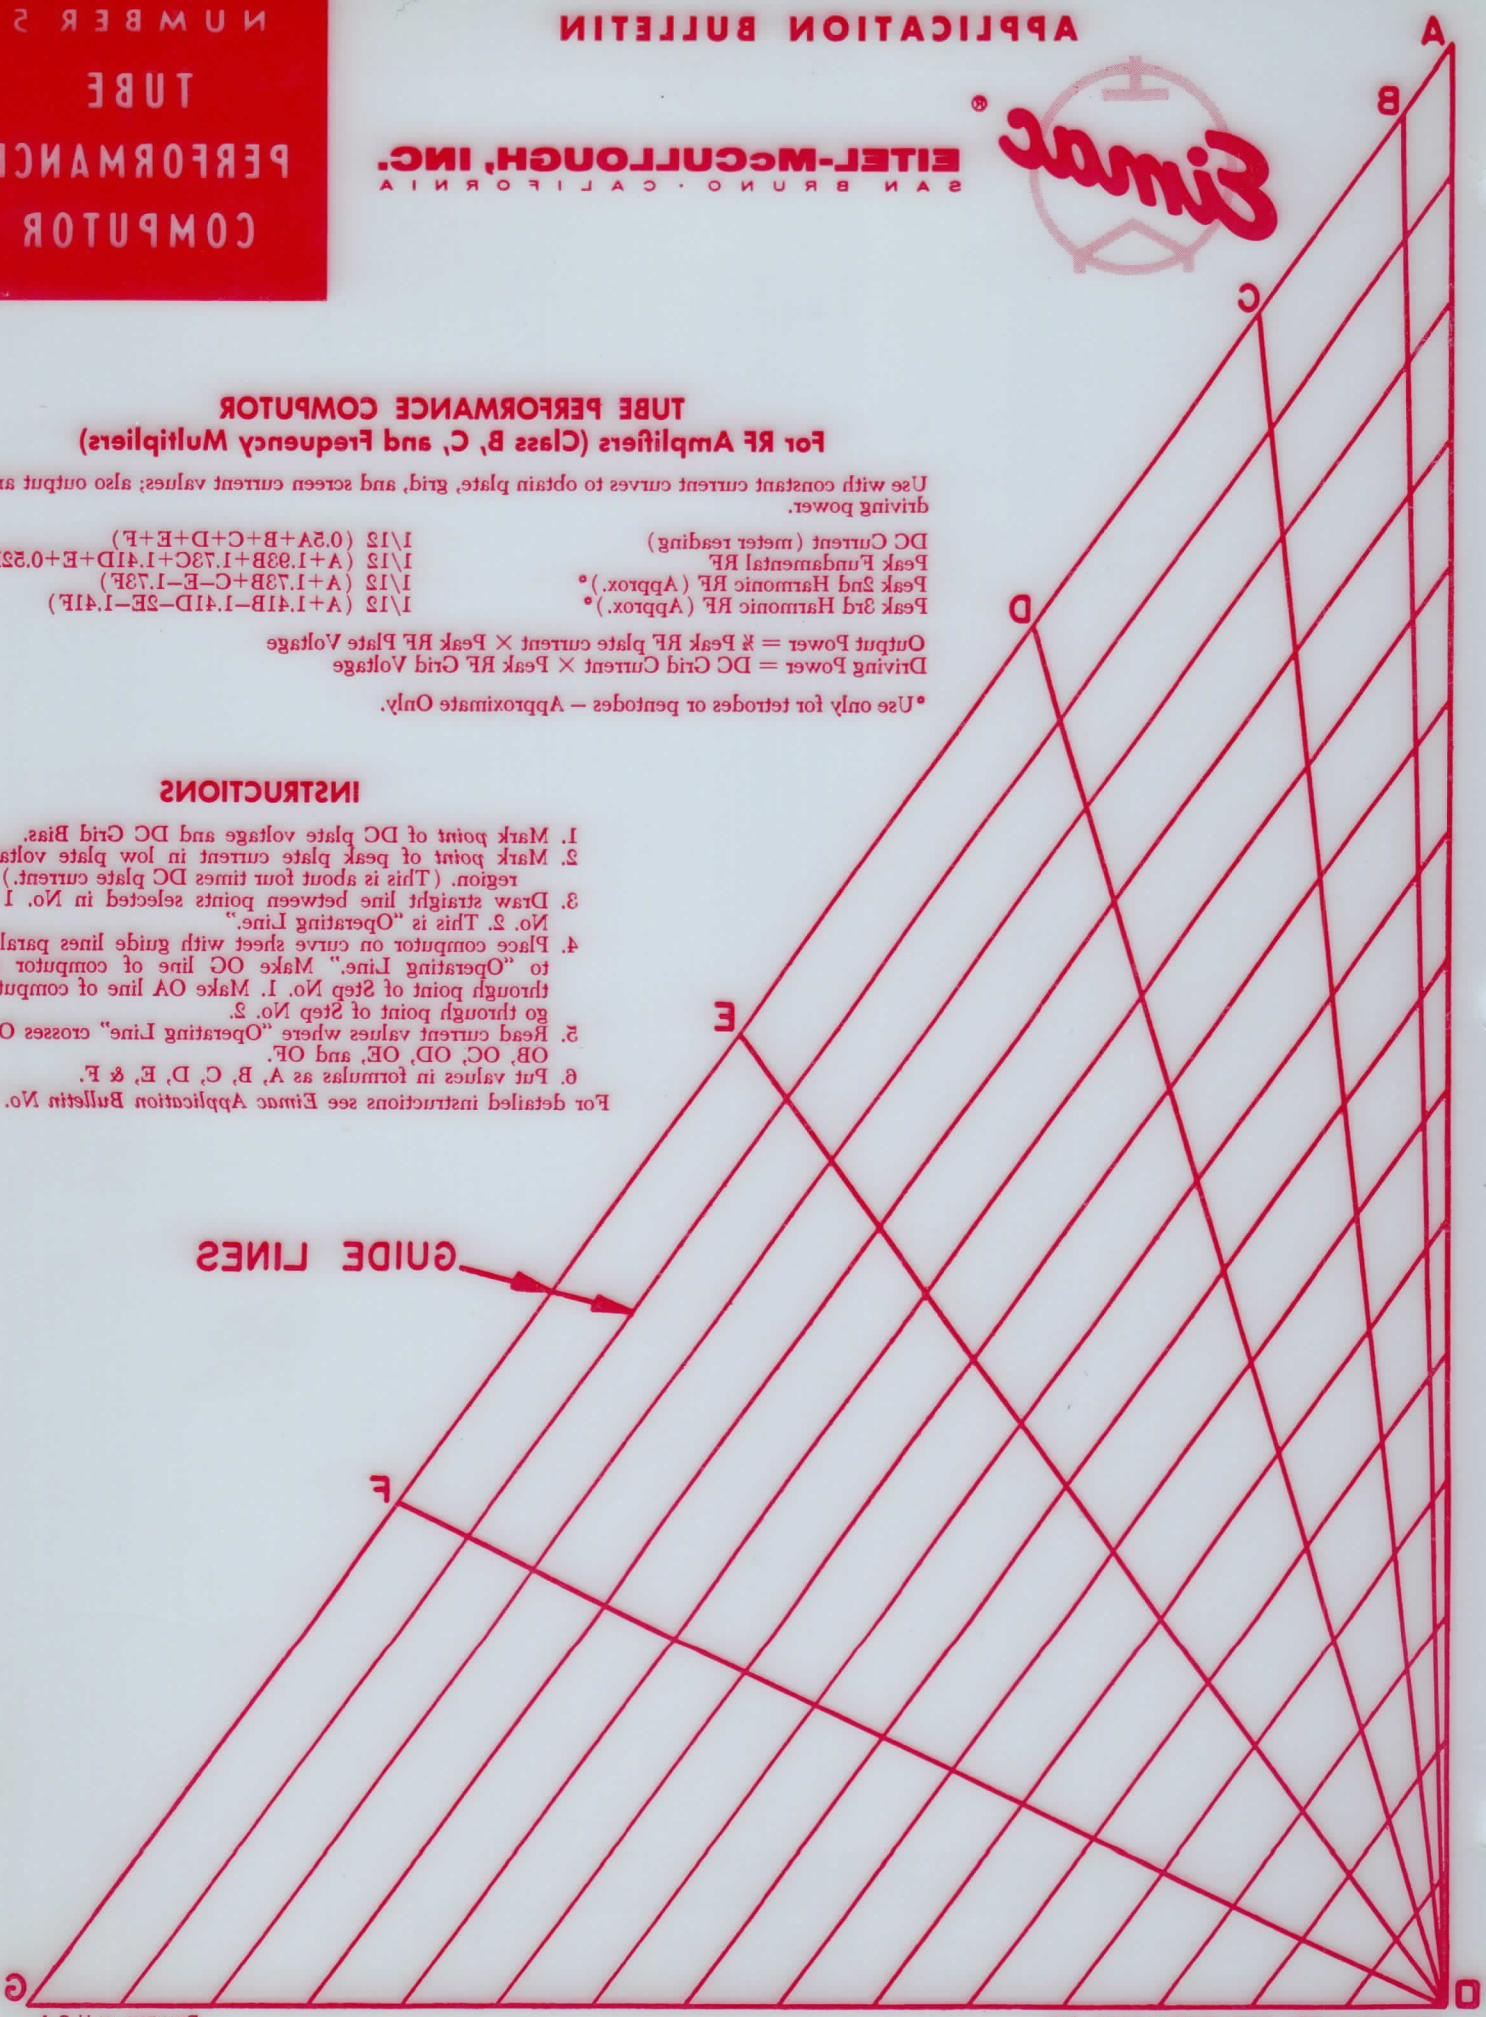 APPLICATION BULLETIN
NUMBER 5
TUBE
PERFORMANCE
COMPUTOR
Eimac ®
EITEL-McCULLOUGH, INC.
SAN BRUNO · CALIFORNIA
TUBE PERFORMANCE COMPUTOR
For RF Amplifiers (Class B, C, and Frequency Multipliers)
Use with constant current curves to obtain plate, grid, and screen current values; also output
driving power.
DC Current (meter reading) 1/12 (0.5A+B+C+D+E+F)
Peak Fundamental RF 1/12 (A+1.93B+1.73C+1.41D+E+0.52
Peak 2nd Harmonic RF (Approx.)* 1/12 (A+1.73B+C–E–1.73F)
Peak 3rd Harmonic RF (Approx.)* 1/12 (A+1.41B–1.41D–2E–1.41F)
Output Power = ½ Peak RF plate current × Peak RF Plate Voltage
Driving Power = DC Grid Current × Peak RF Grid Voltage
*Use only for tetrodes or pentodes – Approximate Only.
INSTRUCTIONS
1. Mark point of DC plate voltage and DC Grid Bias.
2. Mark point of peak plate current in low plate
region. (This is about four times DC plate current.)
3. Draw straight line between points selected in No. 1
No. 2. This is "Operating Line."
4. Place computor on curve sheet with guide lines
to "Operating Line." Make OG line of computor
through point of Step No. 1. Make OA line of
go through point of Step No. 2.
5. Read current values where "Operating Line" crosses
OB, OC, OD, OE, and OF.
6. Put values in formulas as A, B, C, D, E, & F.
For detailed instructions see Eimac Application Bulletin No.
GUIDE LINES
A
B
C
D
E
F
G
O